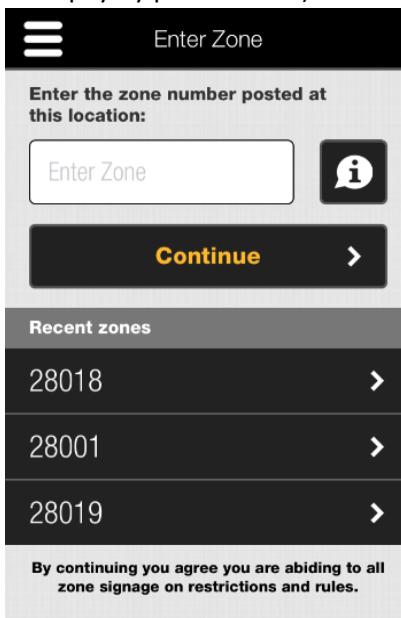 Enter Zone
Enter the zone number posted at
this location:
Enter Zone
Continue
Recent zones
28018
28001
28019
By continuing you agree you are abiding to all
zone signage on restrictions and rules.